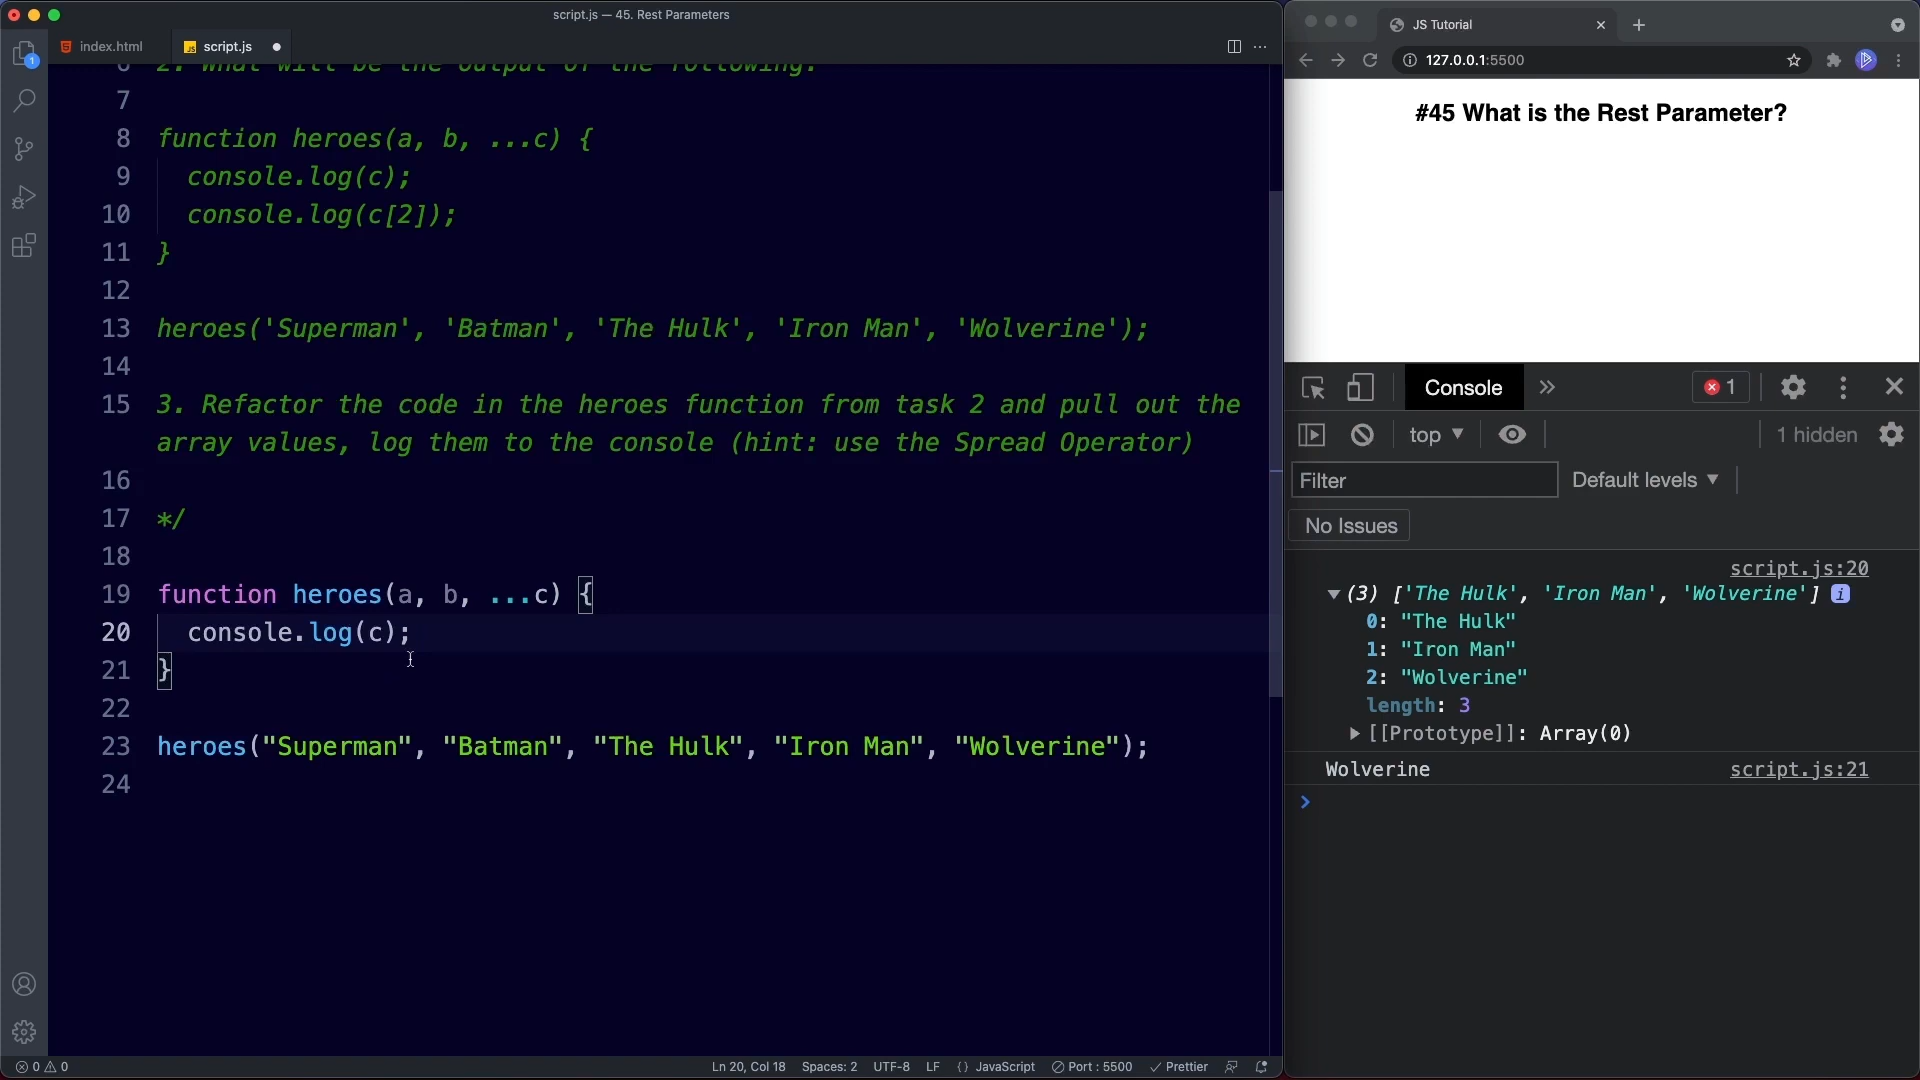 script.js — 45. Rest Parameters
index.html
script.js
6 2. What will be the output of the following:
7
8 function heroes(a, b, ...c) {
9 console.log(c);
10 console.log(c[2]);
11 }
12
13 heroes('Superman', 'Batman', 'The Hulk', 'Iron Man', 'Wolverine');
14
15 3. Refactor the code in the heroes function from task 2 and pull out the
array values, log them to the console (hint: use the Spread Operator)
16
17 */
18
19 function heroes(a, b, ...c) {
20 console.log(c);
21 }
22
23 heroes("Superman", "Batman", "The Hulk", "Iron Man", "Wolverine");
24
0 0
Ln 20, Col 18 Spaces: 2 UTF-8 LF {} JavaScript Port : 5500 Prettier
JS Tutorial
127.0.0.1:5500
#45 What is the Rest Parameter?
Console » 1
top 1 hidden
Filter Default levels
No Issues
script.js:20
(3) ['The Hulk', 'Iron Man', 'Wolverine'] i
0: "The Hulk"
1: "Iron Man"
2: "Wolverine"
length: 3
[[Prototype]]: Array(0)
Wolverine script.js:21